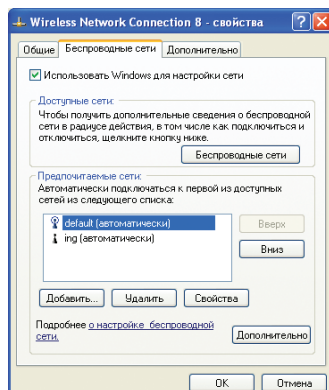 Wireless Network Connection 8 - свойства
Общие Беспроводные сети Дополнительно
Использовать Windows для настройки сети
Доступные сети:
Чтобы получить дополнительные сведения о беспроводной
сети в радиусе действия, в том числе как подключиться и
отключиться, щелкните кнопку ниже.
Беспроводные сети
Предпочитаемые сети:
Автоматически подключаться к первой из доступных
сетей из следующего списка:
default (автоматически)
ing (автоматически)
Вверх
Вниз
Добавить... Удалить Свойства
Подробнее о настройке беспроводной
сети.
Дополнительно
OK Отмена